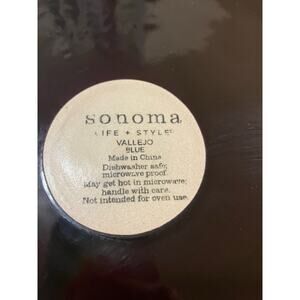 sonoma
LIFE + STYLE®
VALLEJO
BLUE
Made in China
Dishwasher safe;
microwave proof.
May get hot in microwave;
handle with care.
Not intended for oven use.